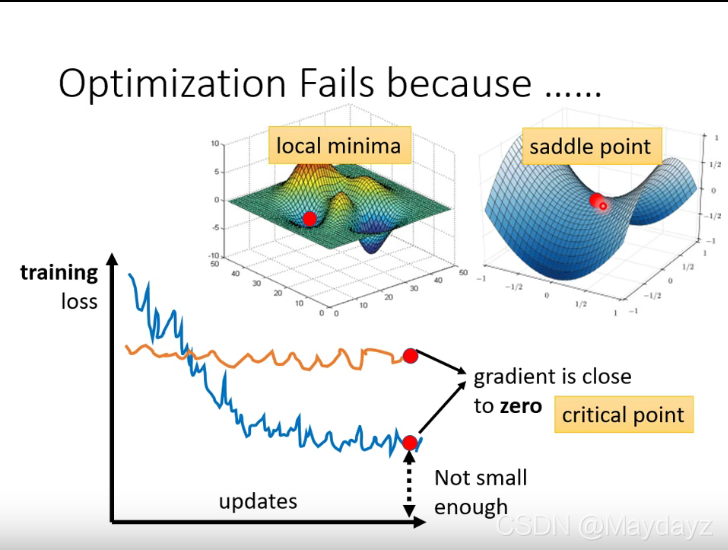 Optimization Fails because ……
local minima
saddle point
10
5
0
-5
-10
50
40
30
20
10
0
0
10
20
30
40
50
1
1/2
0
-1/2
-1
-1
-1/2
0
1/2
1
-1
-1/2
0
1/2
1
training
loss
gradient is close
to zero
critical point
Not small
enough
updates
CSDN @Maydayz